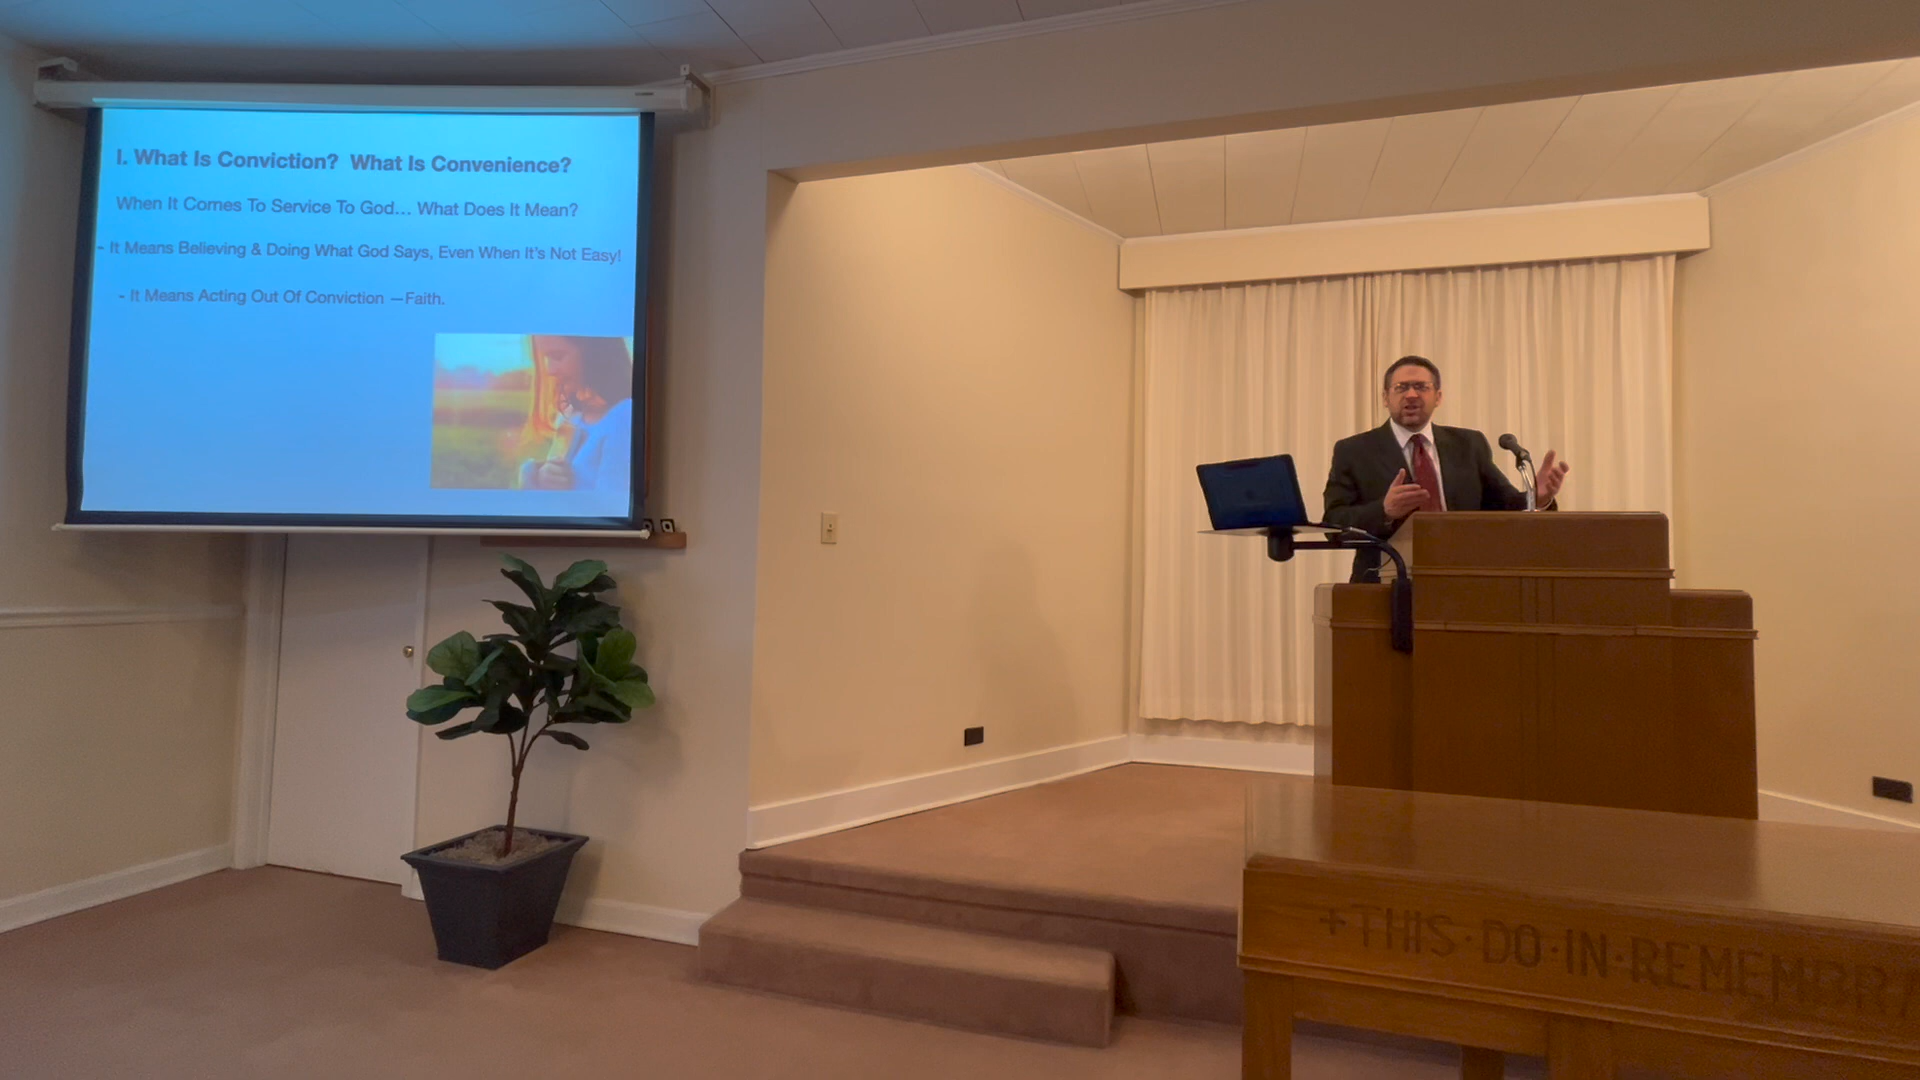 I. What Is Conviction?  What Is Convenience?
When It Comes To Service To God... What Does It Mean?
- It Means Believing & Doing What God Says, Even When It's Not Easy!
- It Means Acting Out Of Conviction —Faith.
+THIS·DO·IN·REMEMBRA